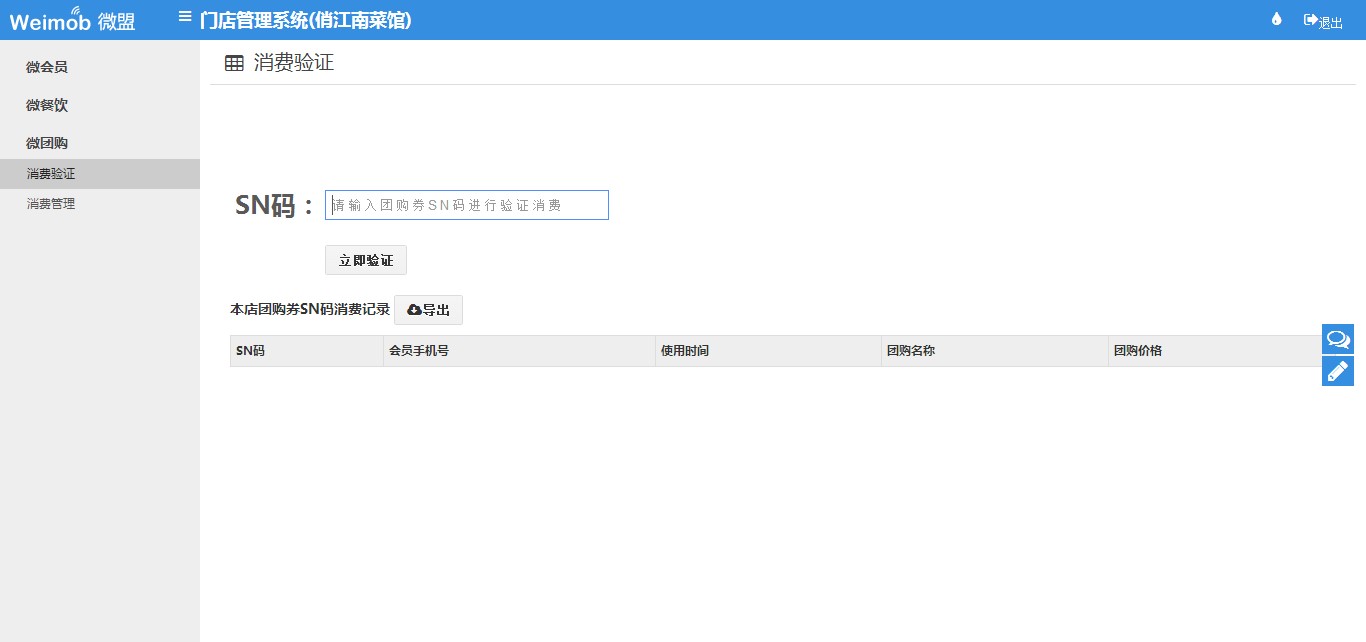 Weimob 微盟
门店管理系统(俏江南菜馆)
退出
微会员
微餐饮
微团购
消费验证
消费管理
消费验证
SN码：
请输入团购券SN码进行验证消费
立即验证
本店团购券SN码消费记录
导出
SN码 会员手机号 使用时间 团购名称 团购价格